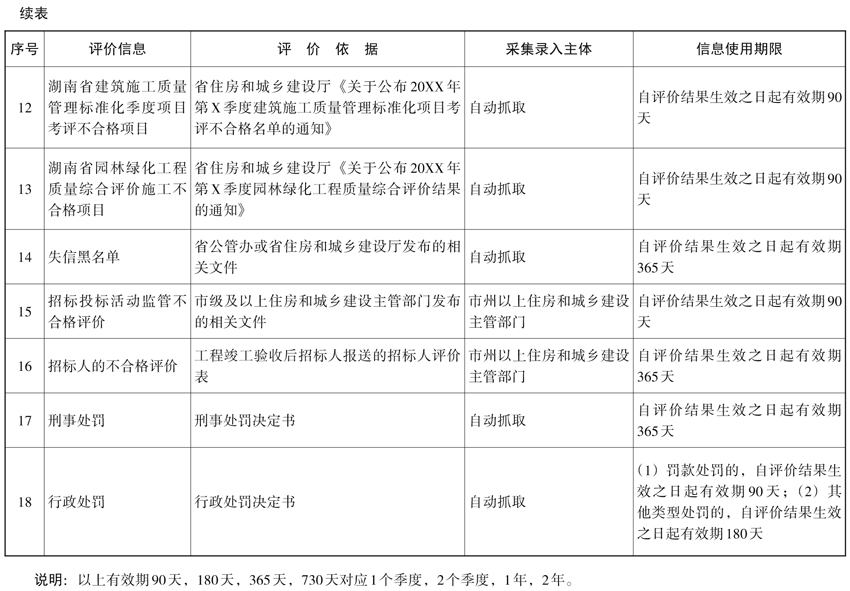 续表
序号 评价信息 评 价 依 据 采集录入主体 信息使用期限
12
湖南省建筑施工质量
管理标准化季度项目
考评不合格项目
省住房和城乡建设厅《关于公布20XX年
第X季度建筑施工质量管理标准化项目考
评不合格名单的通知》
自动抓取
自评价结果生效之日起有效期90
天
13
湖南省园林绿化工程
质量综合评价施工不
合格项目
省住房和城乡建设厅《关于公布20XX年
第X季度园林绿化工程质量综合评价结果
的通知》
自动抓取
自评价结果生效之日起有效期90
天
14
失信黑名单
省公管办或省住房和城乡建设厅发布的相
关文件
自动抓取
自评价结果生效之日起有效期
365天
15
招标投标活动监管不
合格评价
市级及以上住房和城乡建设主管部门发布
的相关文件
市州以上住房和城乡建设
主管部门
自评价结果生效之日起有效期90
天
16
招标人的不合格评价
工程竣工验收后招标人报送的招标人评价
表
市州以上住房和城乡建设
主管部门
自评价结果生效之日起有效期
365天
17
刑事处罚
刑事处罚决定书
自动抓取
自评价结果生效之日起有效期
365天
18
行政处罚
行政处罚决定书
自动抓取
（1）罚款处罚的，自评价结果生
效之日起有效期90天；（2）其
他类型处罚的，自评价结果生效
之日起有效期180天
说明：以上有效期90天，180天，365天，730天对应1个季度，2个季度，1年，2年。